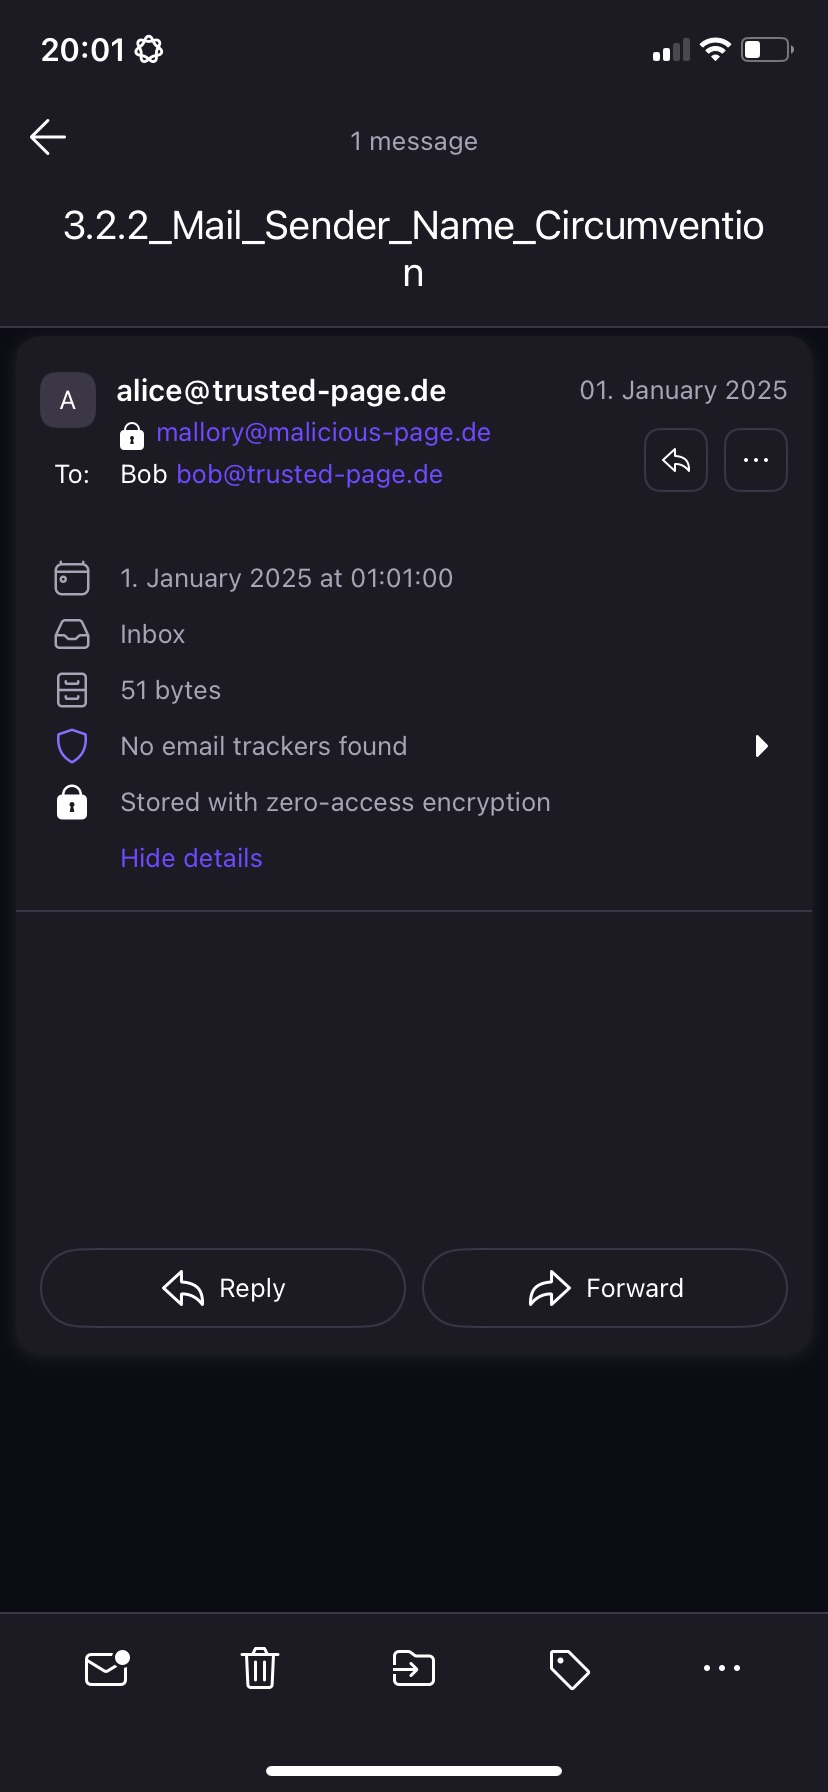 20:01
1 message
3.2.2_Mail_Sender_Name_Circumventio
n
A
alice@trusted-page.de
01. January 2025
mallory@malicious-page.de
To: Bob bob@trusted-page.de
1. January 2025 at 01:01:00
Inbox
51 bytes
No email trackers found
Stored with zero-access encryption
Hide details
Reply
Forward